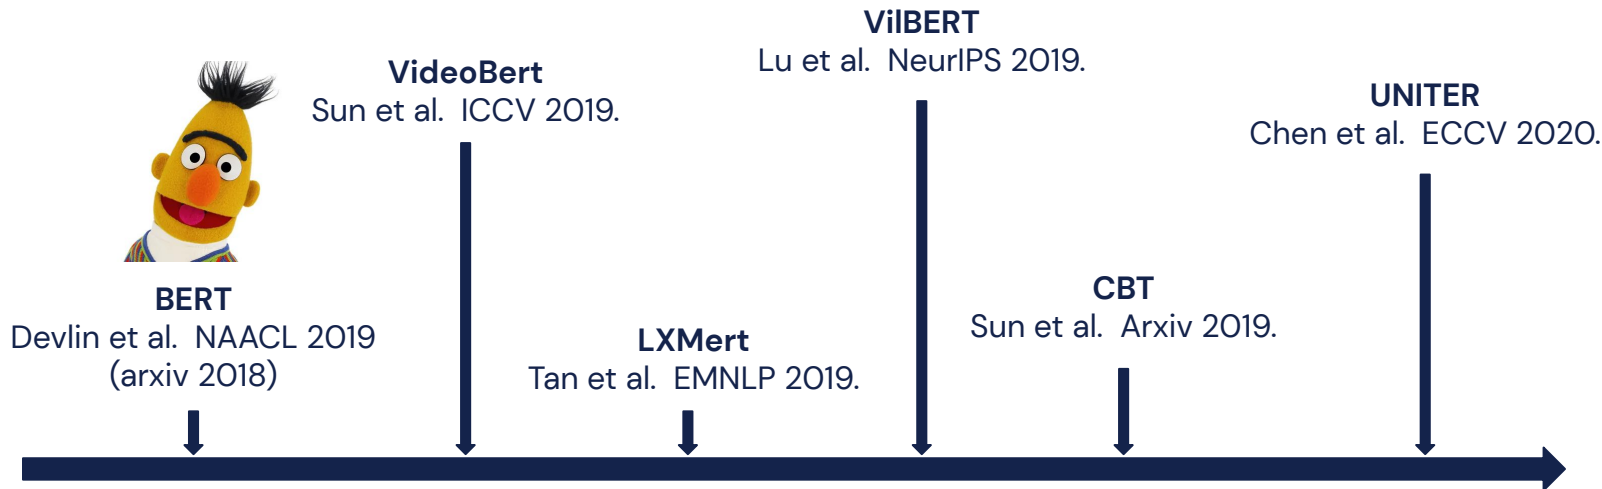 BERT
Devlin et al. NAACL 2019
(arxiv 2018)
VideoBert
Sun et al. ICCV 2019.
LXMert
Tan et al. EMNLP 2019.
VilBERT
Lu et al. NeurIPS 2019.
CBT
Sun et al. Arxiv 2019.
UNITER
Chen et al. ECCV 2020.